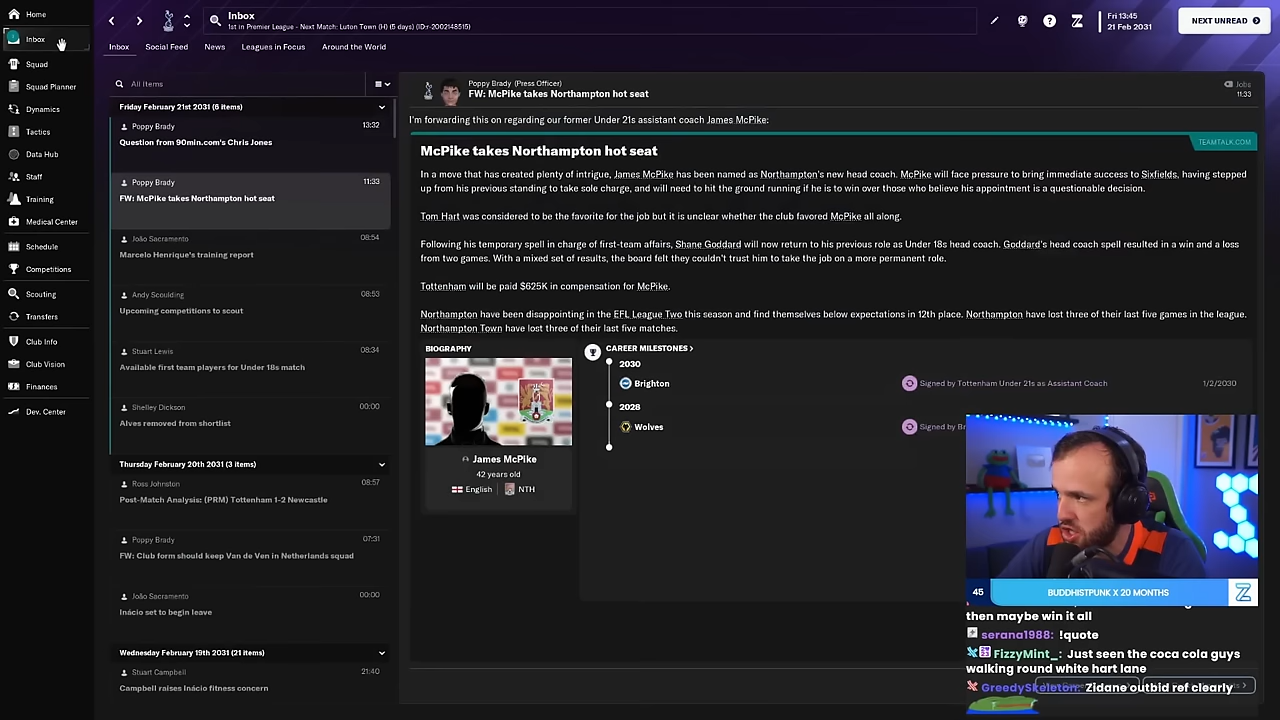 Home
Inbox
Squad
Squad Planner
Dynamics
Tactics
Data Hub
Staff
Training
Medical Center
Schedule
Competitions
Scouting
Transfers
Club Info
Club Vision
Finances
Dev. Center
Inbox
1st in Premier League - Next Match: Luton Town (H) (5 days) (ID:r-2002148515)
Fri 13:45
21 Feb 2031
NEXT UNREAD
Inbox
Social Feed
News
Leagues in Focus
Around the World
All Items
Friday February 21st 2031 (6 items)
Poppy Brady 13:32
Question from 90min.com's Chris Jones
Poppy Brady 11:33
FW: McPike takes Northampton hot seat
João Sacramento 08:54
Marcelo Henrique's training report
Andy Scoulding 08:53
Upcoming competitions to scout
Stuart Lewis 08:34
Available first team players for Under 18s match
Shelley Dickson 00:00
Alves removed from shortlist
Thursday February 20th 2031 (3 items)
Ross Johnston 08:57
Post-Match Analysis: (PRM) Tottenham 1-2 Newcastle
Poppy Brady 07:31
FW: Club form should keep Van de Ven in Netherlands squad
João Sacramento 00:00
Inácio set to begin leave
Wednesday February 19th 2031 (21 items)
Stuart Campbell 21:40
Campbell raises Inácio fitness concern
Poppy Brady (Press Officer)
FW: McPike takes Northampton hot seat
Jobs
11:33
I'm forwarding this on regarding our former Under 21s assistant coach James McPike:
TEAMTALK.COM
McPike takes Northampton hot seat
In a move that has created plenty of intrigue, James McPike has been named as Northampton's new head coach. McPike will face pressure to bring immediate success to Sixfields, having stepped
up from his previous standing to take sole charge, and will need to hit the ground running if he is to win over those who believe his appointment is a questionable decision.
Tom Hart was considered to be the favorite for the job but it is unclear whether the club favored McPike all along.
Following his temporary spell in charge of first-team affairs, Shane Goddard will now return to his previous role as Under 18s head coach. Goddard's head coach spell resulted in a win and a loss
from two games. With a mixed set of results, the board felt they couldn't trust him to take the job on a more permanent role.
Tottenham will be paid $625K in compensation for McPike.
Northampton have been disappointing in the EFL League Two this season and find themselves below expectations in 12th place. Northampton have lost three of their last five games in the league.
Northampton Town have lost three of their last five matches.
BIOGRAPHY
James McPike
42 years old
English NTH
CAREER MILESTONES
2030
Brighton Signed by Tottenham Under 21s as Assistant Coach 1/2/2030
2028
Wolves Signed by Br
45 BUDDHISTPUNK X 20 MONTHS
then maybe win it all
serana1988: !quote
FizzyMint_: Just seen the coca cola guys
walking round white hart lane
GreedySkeleton: Zidane outbid ref clearly